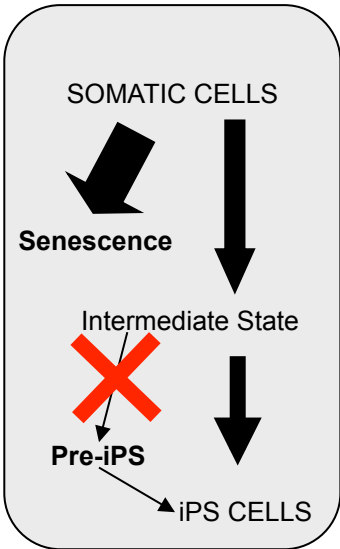 SOMATIC CELLS
Senescence
Intermediate State
Pre-iPS
iPS CELLS